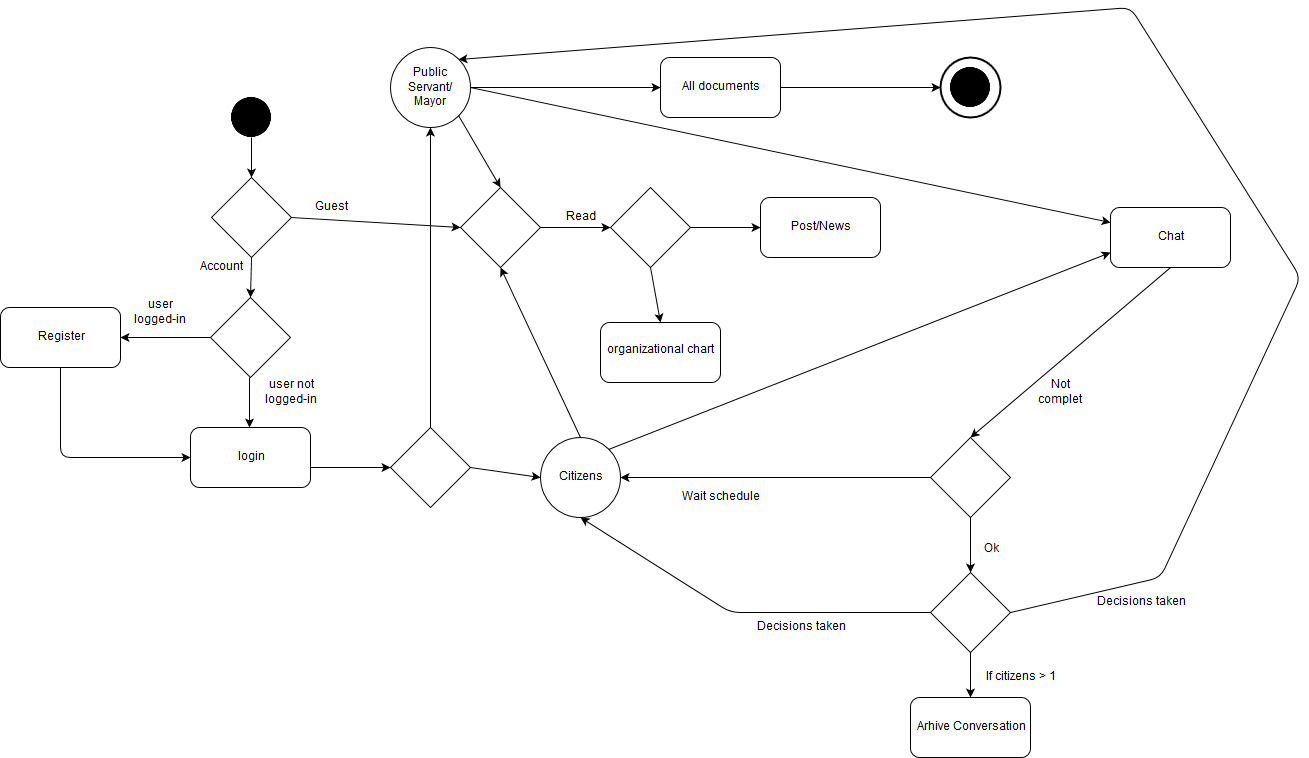 Public
Servant/
Mayor
All documents
Guest
Read
Post/News
Chat
Account
user
logged-in
Register
organizational chart
user not
logged-in
Not
complet
login
Citizens
Wait schedule
Ok
Decisions taken
Decisions taken
If citizens > 1
Arhive Conversation